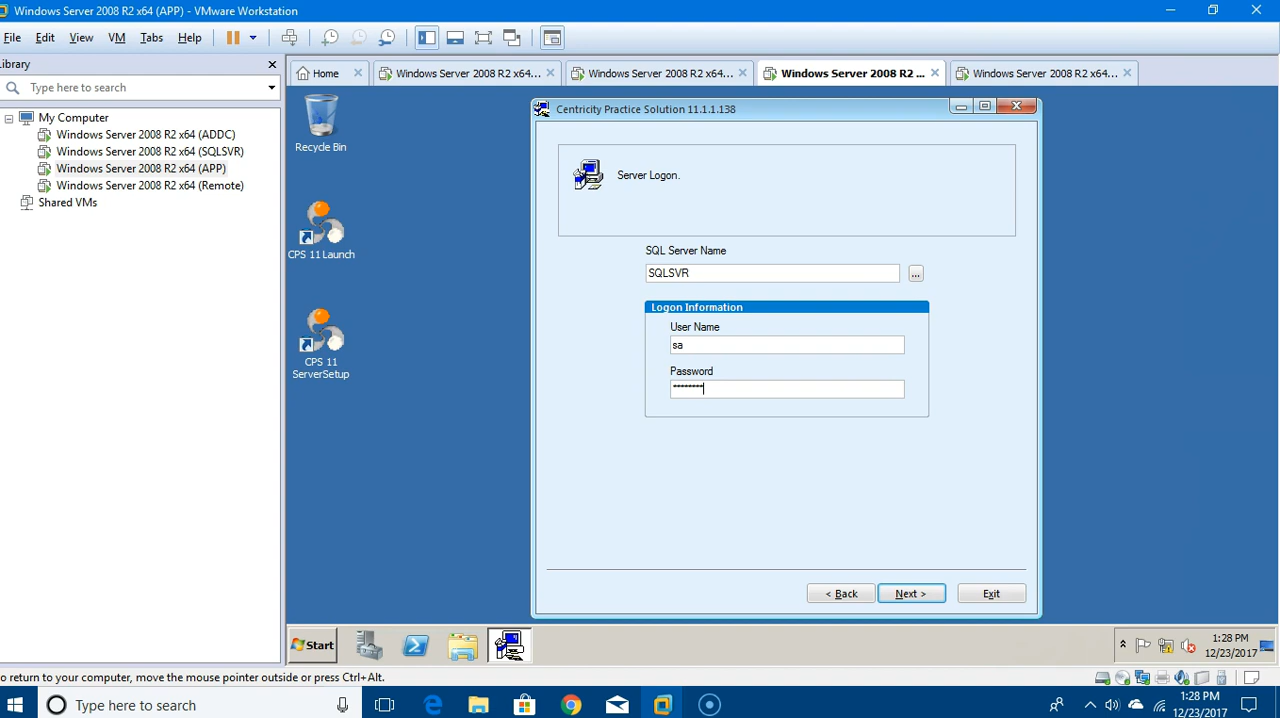 Windows Server 2008 R2 x64 (APP) - VMware Workstation
File Edit View VM Tabs Help
Library
Type here to search
My Computer
Windows Server 2008 R2 x64 (ADDC)
Windows Server 2008 R2 x64 (SQLSVR)
Windows Server 2008 R2 x64 (APP)
Windows Server 2008 R2 x64 (Remote)
Shared VMs
Home
Windows Server 2008 R2 x64...
Windows Server 2008 R2 x64...
Windows Server 2008 R2 ...
Windows Server 2008 R2 x64...
Recycle Bin
CPS 11 Launch
CPS 11
ServerSetup
Centricity Practice Solution 11.1.1.138
Server Logon.
SQL Server Name
SQLSVR
...
Logon Information
User Name
sa
Password
********
< Back
Next >
Exit
Start
1:28 PM
12/23/2017
o return to your computer, move the mouse pointer outside or press Ctrl+Alt.
Type here to search
1:28 PM
12/23/2017